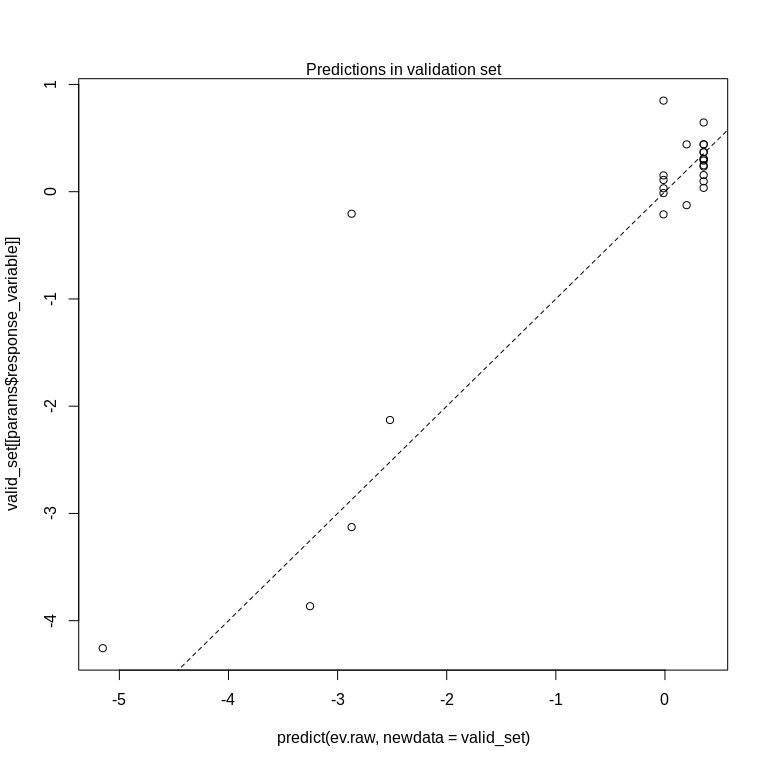 Predictions in validation set
1
0
-1
-2
-3
-4
valid_set[[params$response_variable]]
-5 -4 -3 -2 -1 0
predict(ev.raw, newdata = valid_set)